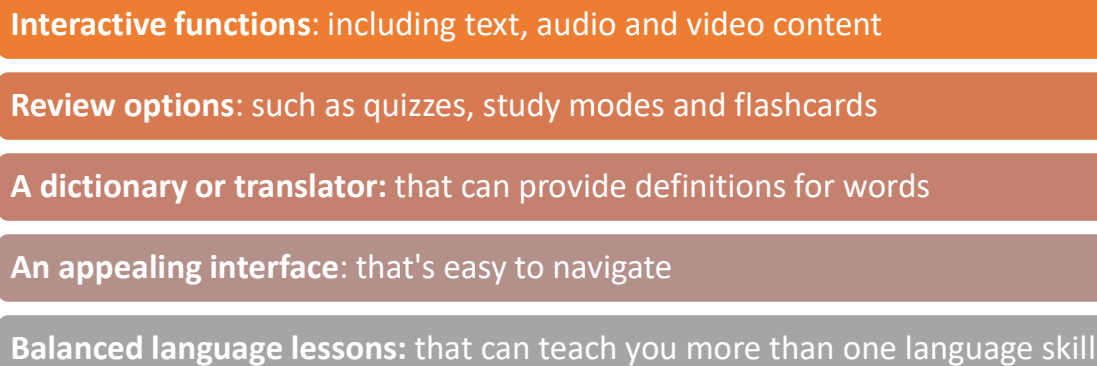 Interactive functions: including text, audio and video content
Review options: such as quizzes, study modes and flashcards
A dictionary or translator: that can provide definitions for words
An appealing interface: that's easy to navigate
Balanced language lessons: that can teach you more than one language skill